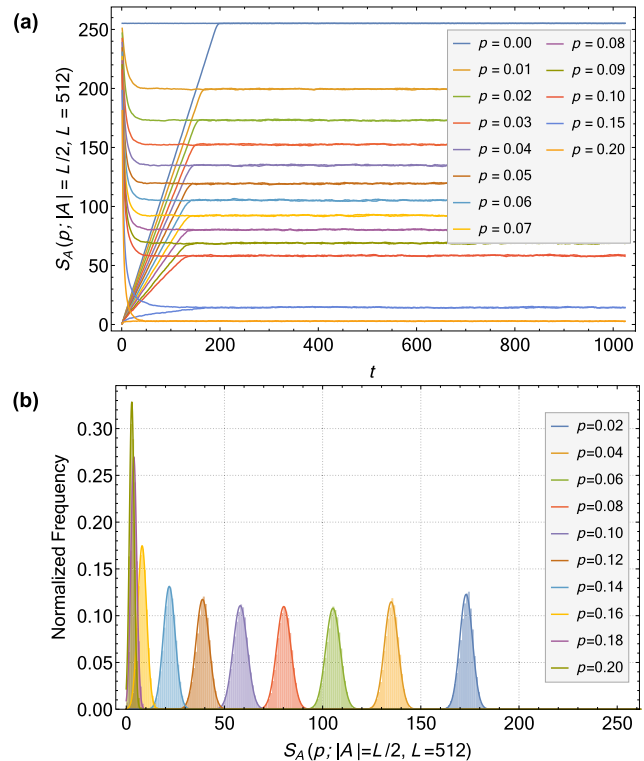 (a)
S_A(p; |A| = L/2, L = 512)
250
200
150
100
50
0
p = 0.00
p = 0.01
p = 0.02
p = 0.03
p = 0.04
p = 0.05
p = 0.06
p = 0.07
p = 0.08
p = 0.09
p = 0.10
p = 0.15
p = 0.20
0 200 400 600 800 1000
t
(b)
Normalized Frequency
0.30
0.25
0.20
0.15
0.10
0.05
0.00
p=0.02
p=0.04
p=0.06
p=0.08
p=0.10
p=0.12
p=0.14
p=0.16
p=0.18
p=0.20
0 50 100 150 200 250
S_A(p; |A|=L/2, L=512)